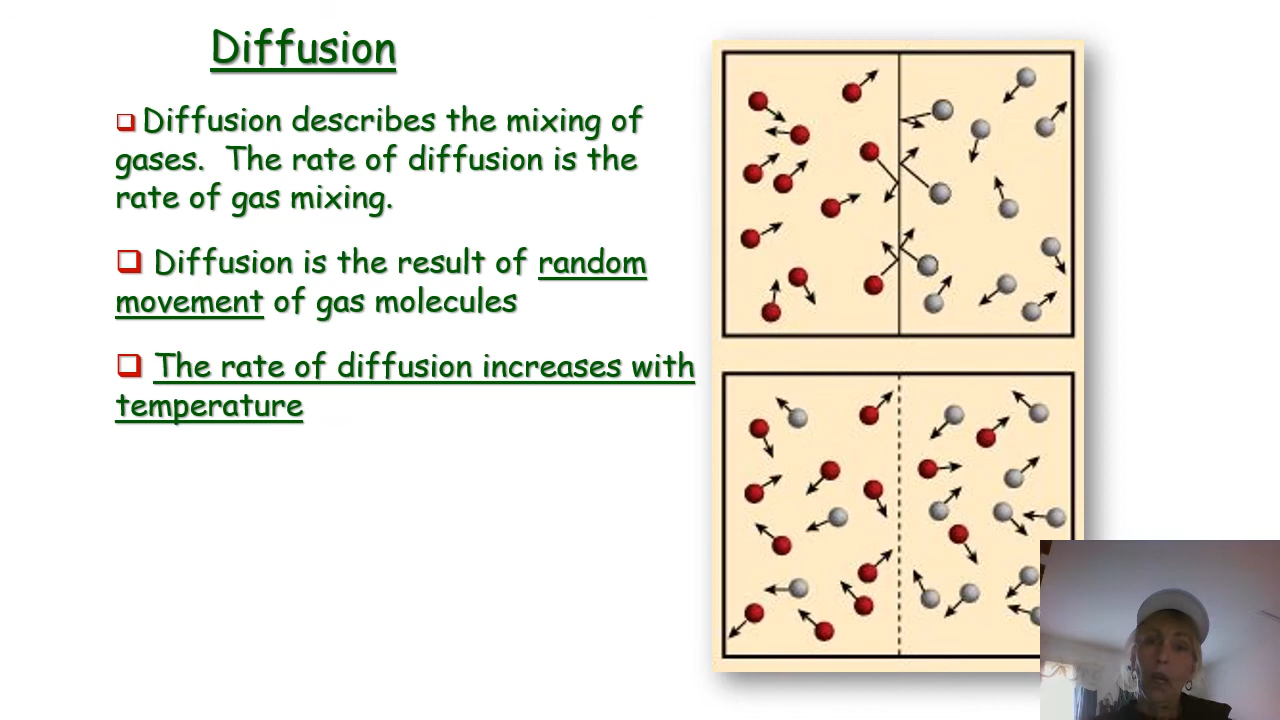 Diffusion
Diffusion describes the mixing of
gases. The rate of diffusion is the
rate of gas mixing.
Diffusion is the result of random
movement of gas molecules
The rate of diffusion increases with
temperature